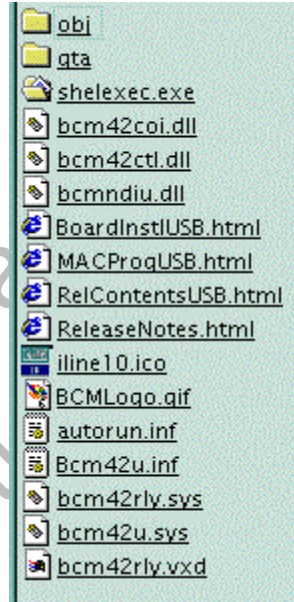 obj
qta
shelexec.exe
bcm42coi.dll
bcm42ctl.dll
bcmndiu.dll
BoardInstlUSB.html
MACProgUSB.html
RelContentsUSB.html
ReleaseNotes.html
iline10.ico
BCMLogo.gif
autorun.inf
Bcm42u.inf
bcm42rly.sys
bcm42u.sys
bcm42rly.vxd